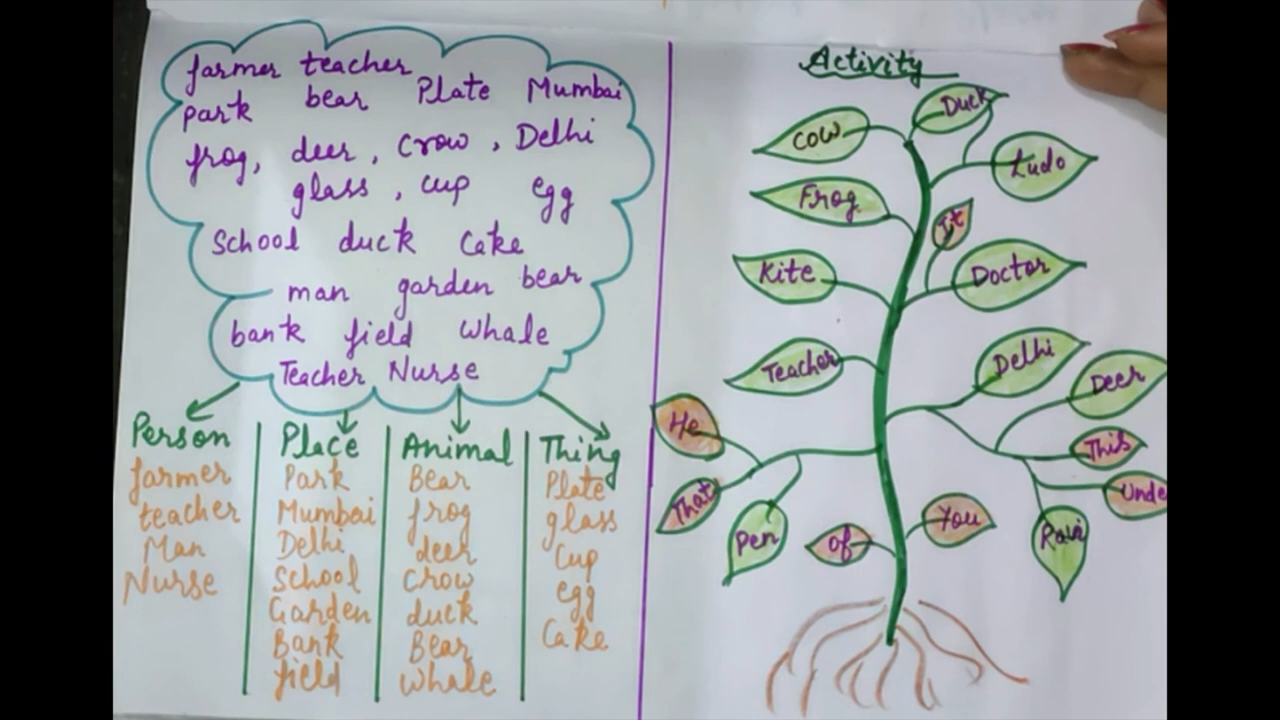 farmer teacher
park bear Plate Mumbai
frog, deer, crow, Delhi
glass, cup egg
School duck Cake
man garden bear
bank field whale
Teacher Nurse
Person Place Animal Thing
farmer Park Bear Plate
teacher Mumbai frog glass
Man Delhi deer Cup
Nurse School crow egg
Garden duck Cake
Bank Bear
field whale
Activity
Duck
Cow
Ludo
Frog
It
Kite
Doctor
Teacher
Delhi
Deer
He
This
That
Unde
Pen
of
You
Ravi